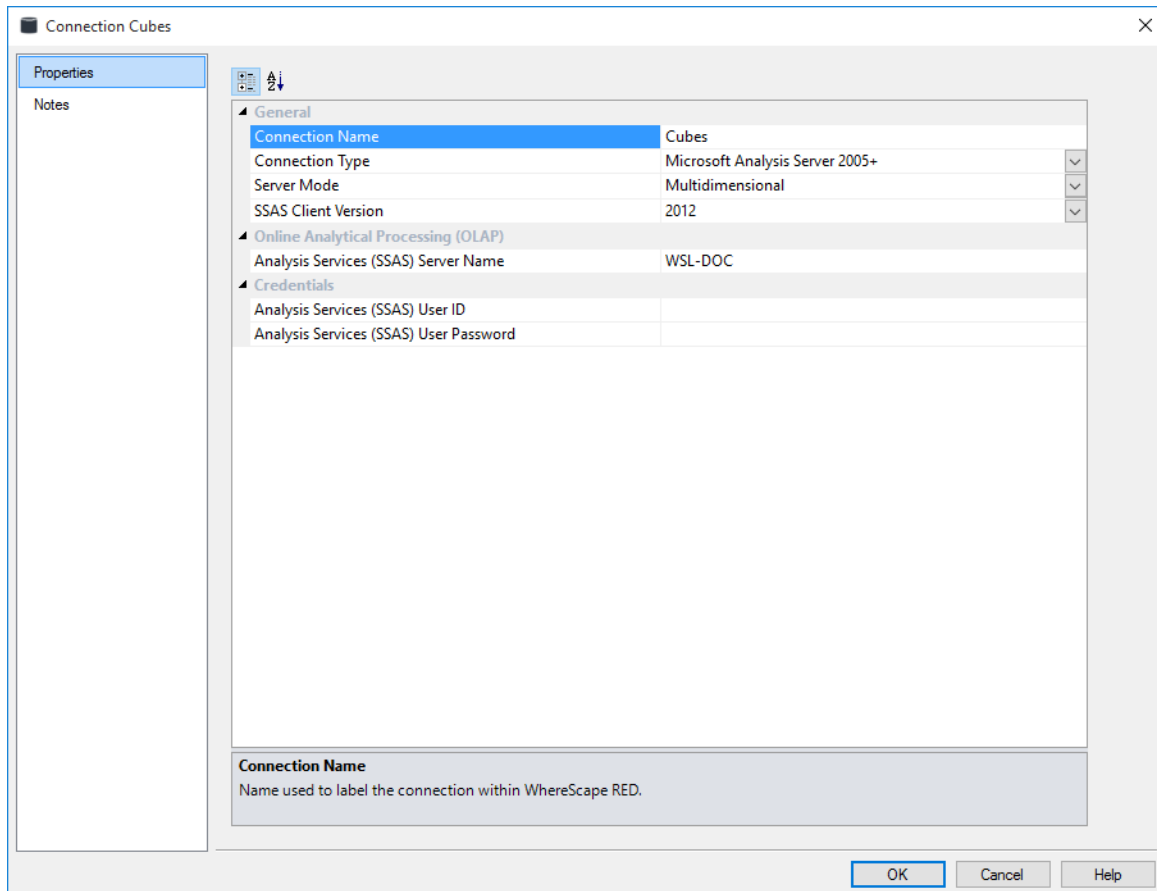 Connection Cubes
Properties
Notes
General
Connection Name Cubes
Connection Type Microsoft Analysis Server 2005+
Server Mode Multidimensional
SSAS Client Version 2012
Online Analytical Processing (OLAP)
Analysis Services (SSAS) Server Name WSL-DOC
Credentials
Analysis Services (SSAS) User ID
Analysis Services (SSAS) User Password
Connection Name
Name used to label the connection within WhereScape RED.
OK Cancel Help